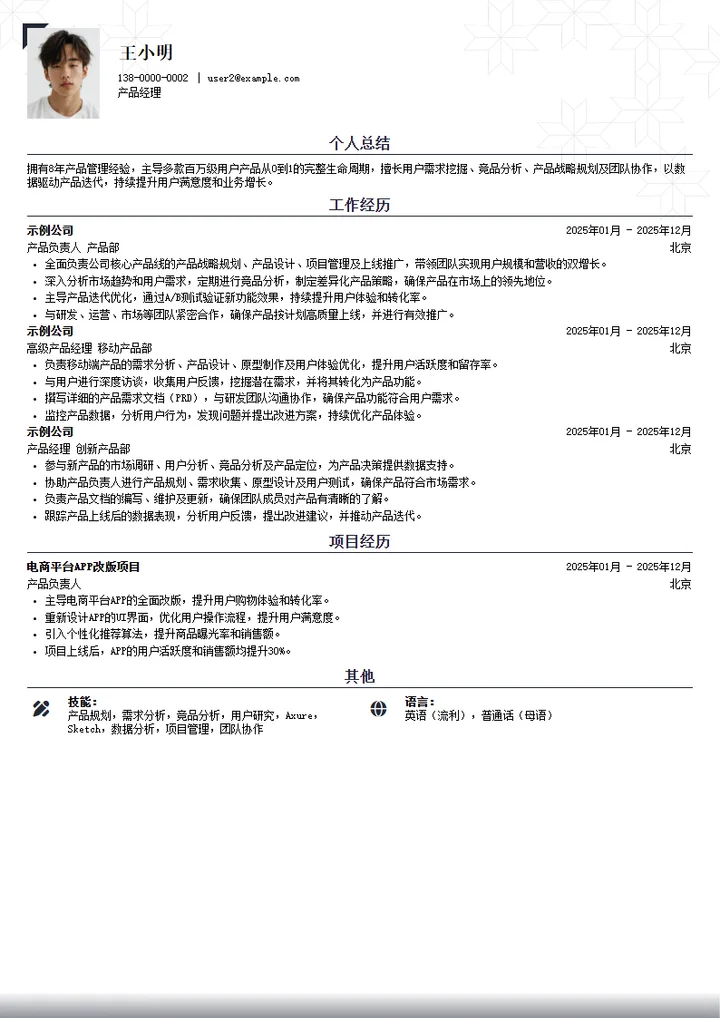 王小明
138-0000-0002 | user2@example.com
产品经理
个人总结
拥有8年产品管理经验，主导多款百万级用户产品从0到1的完整生命周期，擅长用户需求挖掘、竞品分析、产品战略规划及团队协作，以数
据驱动产品迭代，持续提升用户满意度和业务增长。
工作经历
示例公司 2025年01月 - 2025年12月
产品负责人 产品部 北京
• 全面负责公司核心产品线的产品战略规划、产品设计、项目管理及上线推广，带领团队实现用户规模和营收的双增长。
• 深入分析市场趋势和用户需求，定期进行竞品分析，制定差异化产品策略，确保产品在市场上的领先地位。
• 主导产品迭代优化，通过A/B测试验证新功能效果，持续提升用户体验和转化率。
• 与研发、运营、市场等团队紧密合作，确保产品按计划高质量上线，并进行有效推广。
示例公司 2025年01月 - 2025年12月
高级产品经理 移动产品部 北京
• 负责移动端产品的需求分析、产品设计、原型制作及用户体验优化，提升用户活跃度和留存率。
• 与用户进行深度访谈，收集用户反馈，挖掘潜在需求，并将其转化为产品功能。
• 撰写详细的产品需求文档（PRD），与研发团队沟通协作，确保产品功能符合用户需求。
• 监控产品数据，分析用户行为，发现问题并提出改进方案，持续优化产品体验。
示例公司 2025年01月 - 2025年12月
产品经理 创新产品部 北京
• 参与新产品的市场调研、用户分析、竞品分析及产品定位，为产品决策提供数据支持。
• 协助产品负责人进行产品规划、需求收集、原型设计及用户测试，确保产品符合市场需求。
• 负责产品文档的编写、维护及更新，确保团队成员对产品有清晰的了解。
• 跟踪产品上线后的数据表现，分析用户反馈，提出改进建议，并推动产品迭代。
项目经历
电商平台APP改版项目 2025年01月 - 2025年12月
产品负责人 北京
• 主导电商平台APP的全面改版，提升用户购物体验和转化率。
• 重新设计APP的UI界面，优化用户操作流程，提升用户满意度。
• 引入个性化推荐算法，提升商品曝光率和销售额。
• 项目上线后，APP的用户活跃度和销售额均提升30%。
其他
技能：
产品规划，需求分析，竞品分析，用户研究，Axure，
Sketch，数据分析，项目管理，团队协作
语言：
英语（流利），普通话（母语）